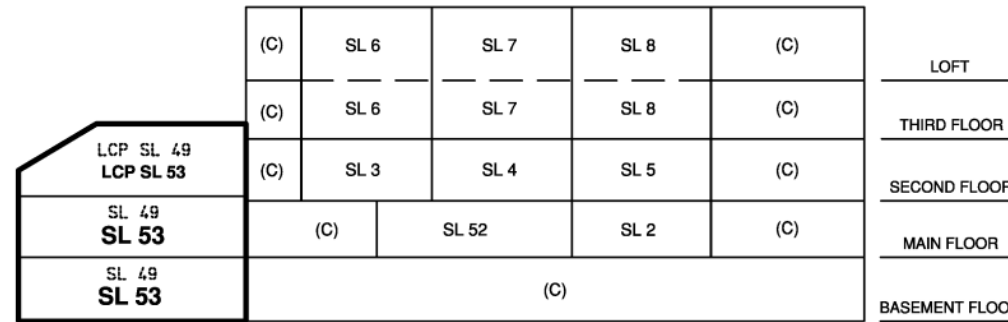 (C) SL 6 SL 7 SL 8 (C) LOFT
(C) SL 6 SL 7 SL 8 (C) THIRD FLOOR
LCP SL 49
LCP SL 53
(C) SL 3 SL 4 SL 5 (C) SECOND FLOOR
SL 49
SL 53
(C) SL 52 SL 2 (C) MAIN FLOOR
SL 49
SL 53
(C) BASEMENT FLOO